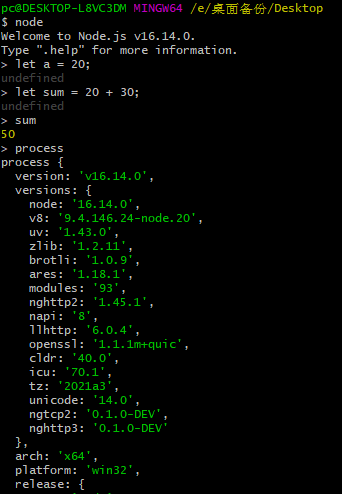 pc@DESKTOP-L8VC3DM MINGW64 /e/桌面备份/Desktop
$ node
Welcome to Node.js v16.14.0.
Type ".help" for more information.
> let a = 20;
undefined
> let sum = 20 + 30;
undefined
> sum
50
> process
process {
  version: 'v16.14.0',
  versions: {
    node: '16.14.0',
    v8: '9.4.146.24-node.20',
    uv: '1.43.0',
    zlib: '1.2.11',
    brotli: '1.0.9',
    ares: '1.18.1',
    modules: '93',
    nghttp2: '1.45.1',
    napi: '8',
    llhttp: '6.0.4',
    openssl: '1.1.1m+quic',
    cldr: '40.0',
    icu: '70.1',
    tz: '2021a3',
    unicode: '14.0',
    ngtcp2: '0.1.0-DEV',
    nghttp3: '0.1.0-DEV'
  },
  arch: 'x64',
  platform: 'win32',
  release: {